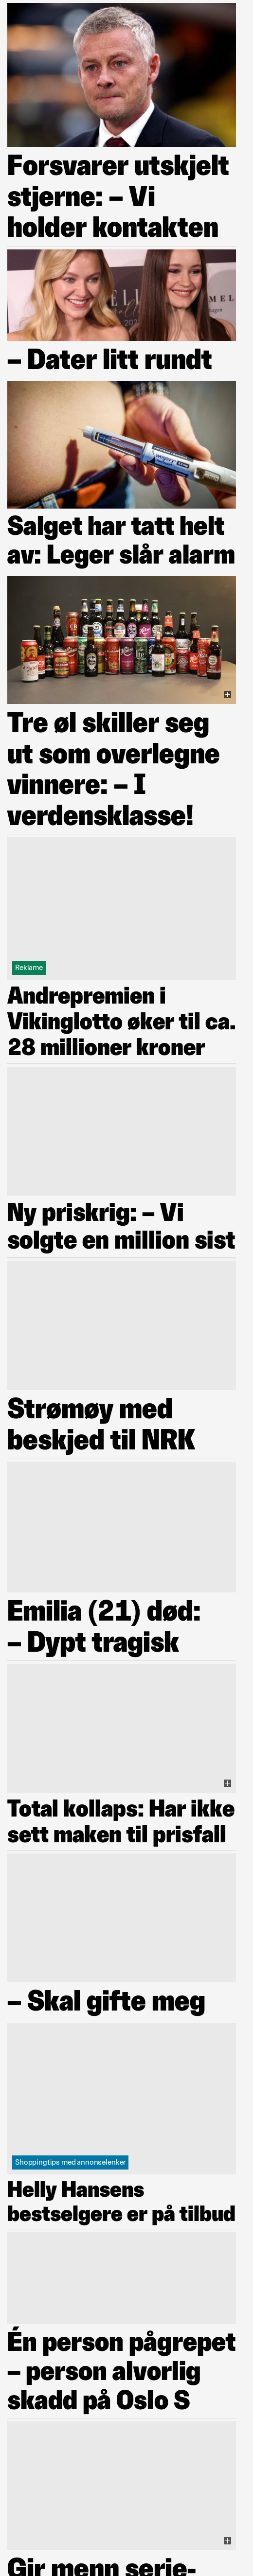 Forsvarer utskjelt
stjerne: – Vi
holder kontakten
– Dater litt rundt
Salget har tatt helt
av: Leger slår alarm
Tre øl skiller seg
ut som overlegne
vinnere: – I
verdensklasse!
Reklame
Andrepremien i
Vikinglotto øker til ca.
28 millioner kroner
Ny priskrig: – Vi
solgte en million sist
Strømøy med
beskjed til NRK
Emilia (21) død:
– Dypt tragisk
Total kollaps: Har ikke
sett maken til prisfall
– Skal gifte meg
Shoppingtips med annonselenker
Helly Hansens
bestselgere er på tilbud
Én person pågrepet
– person alvorlig
skadd på Oslo S
Gir menn serie-